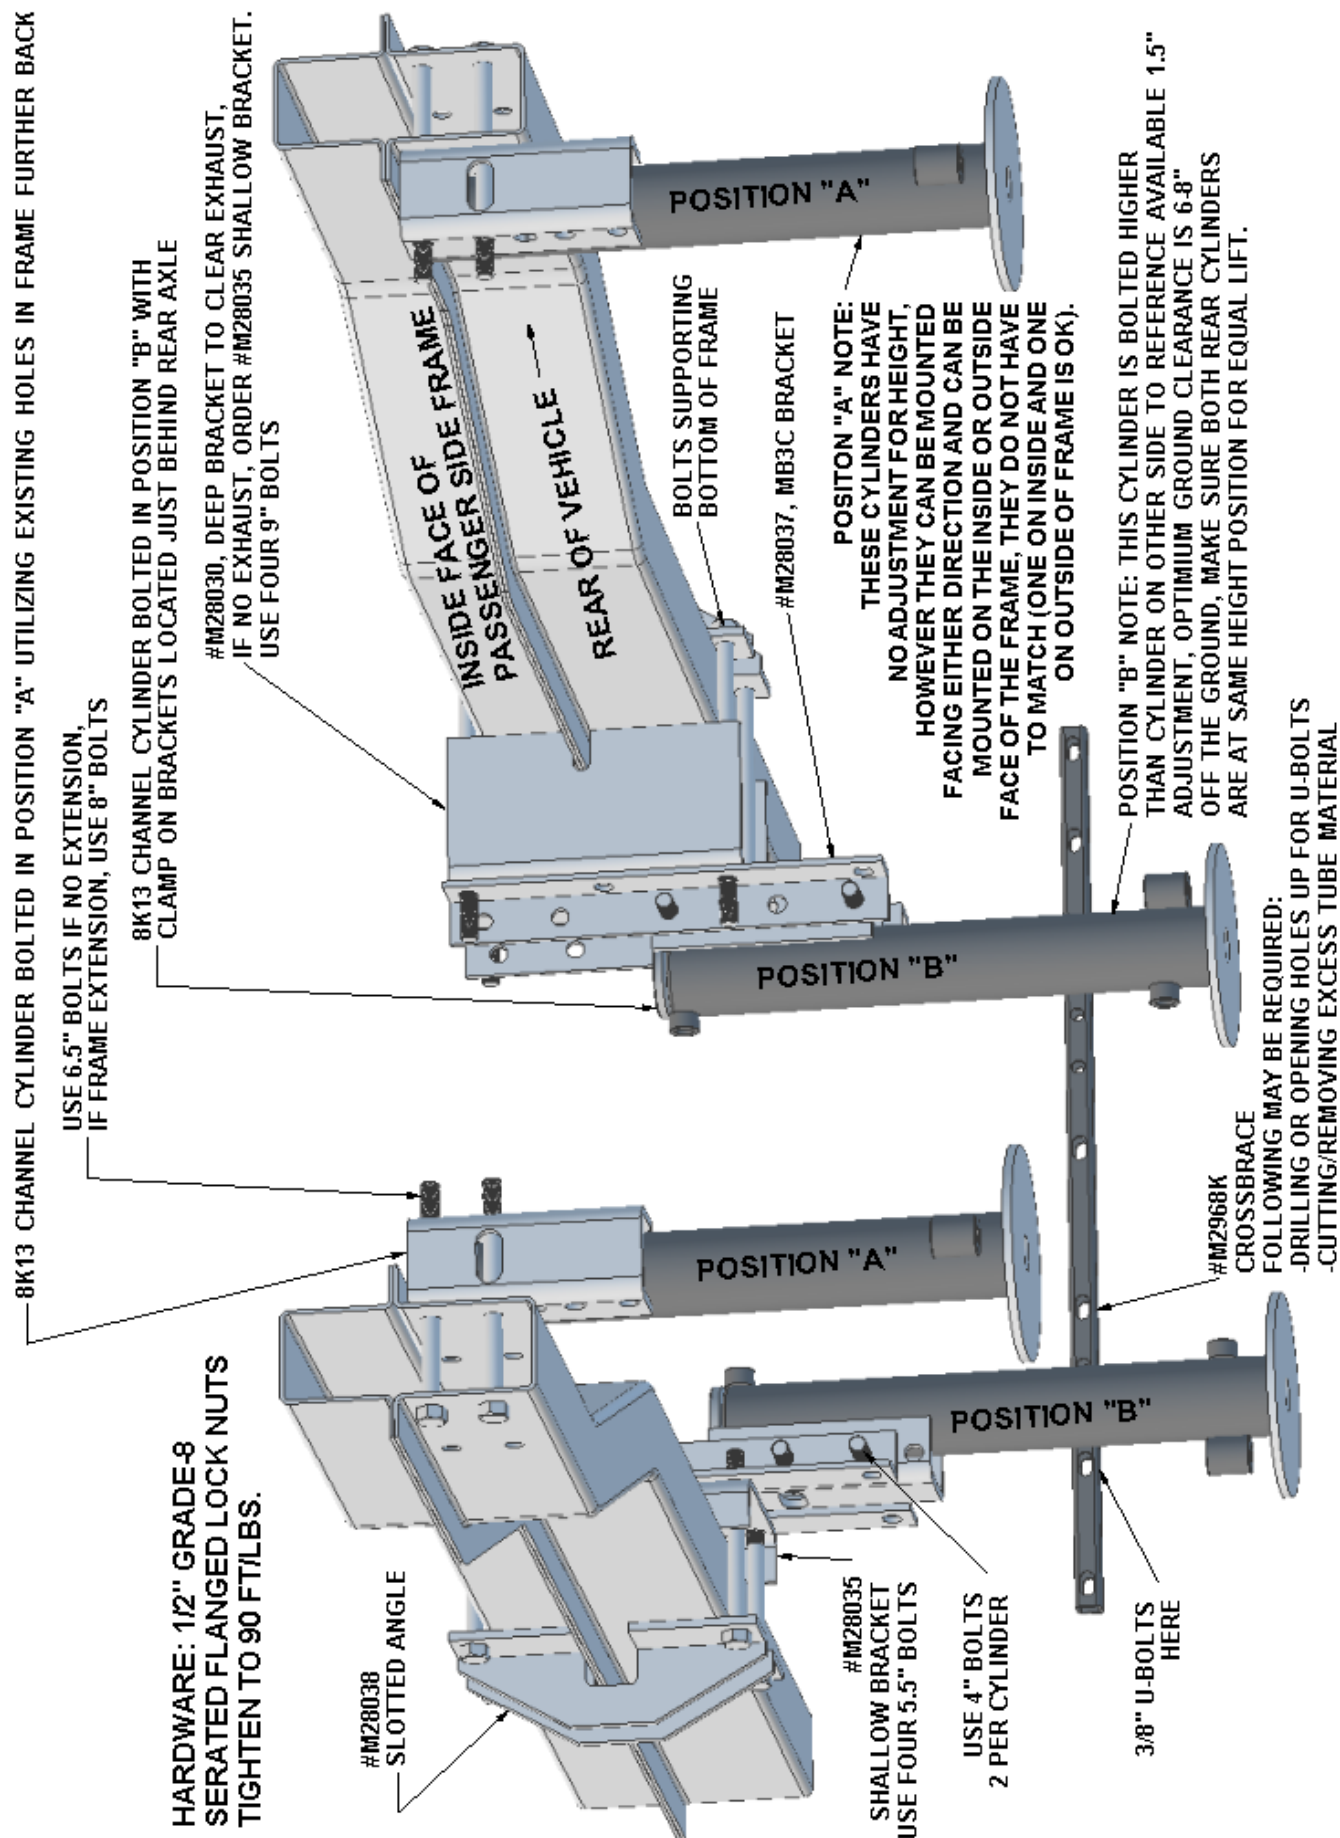 8K13 CHANNEL CYLINDER BOLTED IN POSITION "A" UTILIZING EXISTING HOLES IN FRAME FURTHER BACK
USE 6.5" BOLTS IF NO EXTENSION,
IF FRAME EXTENSION, USE 8" BOLTS
8K13 CHANNEL CYLINDER BOLTED IN POSITION "B" WITH
CLAMP ON BRACKETS LOCATED JUST BEHIND REAR AXLE
#M28030, DEEP BRACKET TO CLEAR EXHAUST,
IF NO EXHAUST, ORDER #M28035 SHALLOW BRACKET.
USE FOUR 9" BOLTS
HARDWARE: 1/2" GRADE-8
SERATED FLANGED LOCK NUTS
TIGHTEN TO 90 FT/LBS.
#M28038
SLOTTED ANGLE
INSIDE FACE OF
PASSENGER SIDE FRAME
REAR OF VEHICLE
POSITION "A"
POSITION "A"
POSITION "B"
POSITION "B"
BOLTS SUPPORTING
BOTTOM OF FRAME
#M28037, MB3C BRACKET
POSITON "A" NOTE:
THESE CYLINDERS HAVE
NO ADJUSTMENT FOR HEIGHT,
HOWEVER THEY CAN BE MOUNTED
FACING EITHER DIRECTION AND CAN BE
MOUNTED ON THE INSIDE OR OUTSIDE
FACE OF THE FRAME, THEY DO NOT HAVE
TO MATCH (ONE ON INSIDE AND ONE
ON OUTSIDE OF FRAME IS OK).
#M28035
SHALLOW BRACKET
USE FOUR 5.5" BOLTS
USE 4" BOLTS
2 PER CYLINDER
3/8" U-BOLTS
HERE
POSITION "B" NOTE: THIS CYLINDER IS BOLTED HIGHER
THAN CYLINDER ON OTHER SIDE TO REFERENCE AVAILABLE 1.5"
ADJUSTMENT, OPTIMIUM GROUND CLEARANCE IS 6-8"
OFF THE GROUND, MAKE SURE BOTH REAR CYLINDERS
ARE AT SAME HEIGHT POSITION FOR EQUAL LIFT.
#M2968K
CROSSBRACE
FOLLOWING MAY BE REQUIRED:
-DRILLING OR OPENING HOLES UP FOR U-BOLTS
-CUTTING/REMOVING EXCESS TUBE MATERIAL